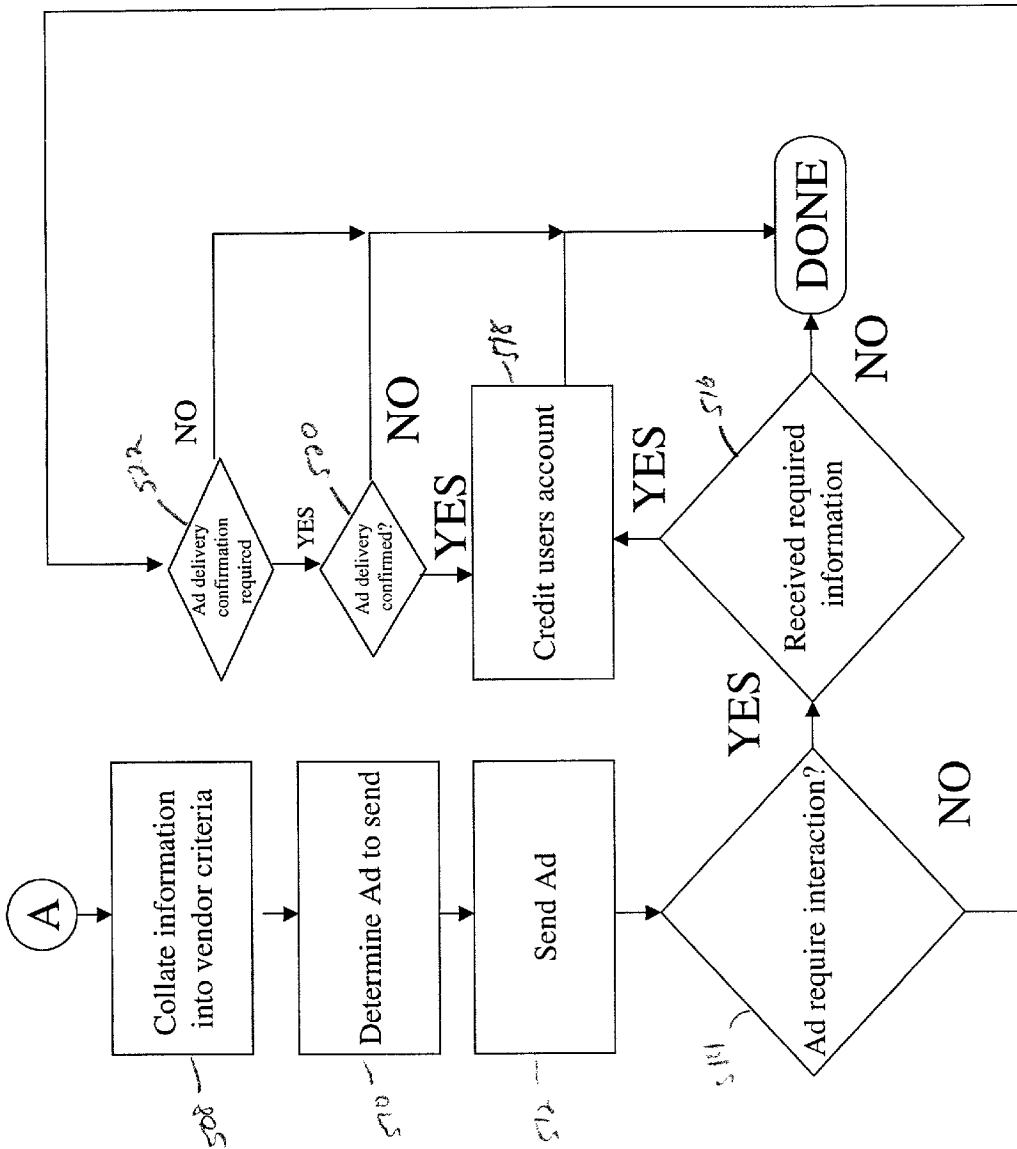 A
Collate information
into vendor criteria
508
Determine Ad to send
510
Send Ad
512
Ad require interaction?
514
YES
NO
Received required
information
516
YES
NO
Credit users account
518
Ad delivery
confirmation
required
522
YES
NO
Ad delivery
confirmed?
520
YES
NO
DONE